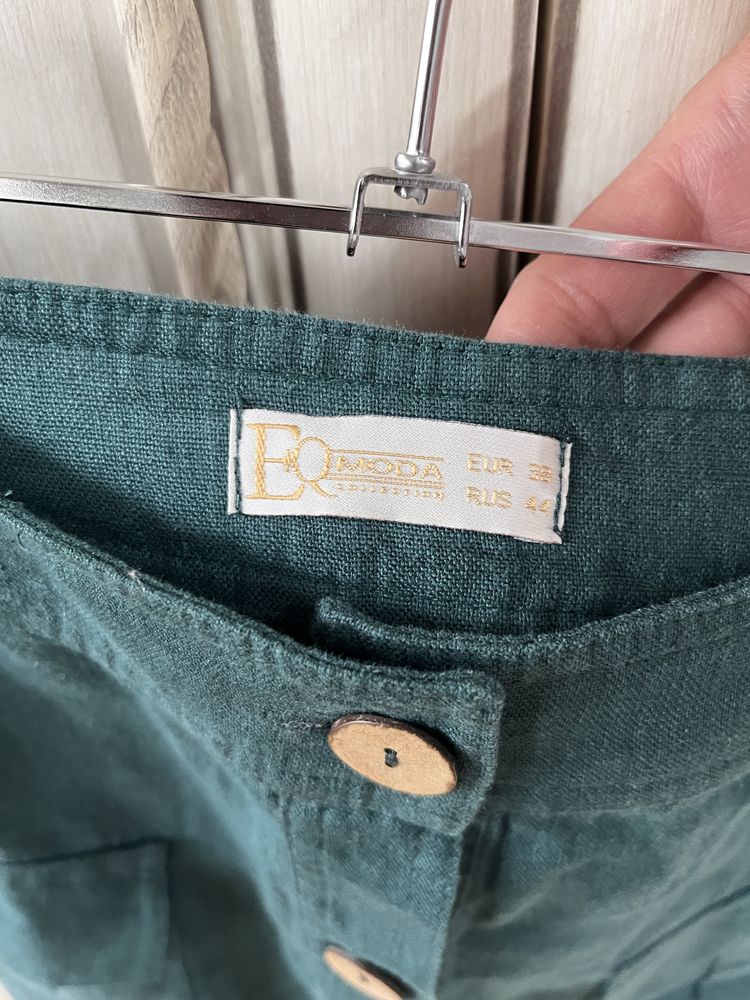 EQ MODA
COLLECTION
EUR 38
RUS 44